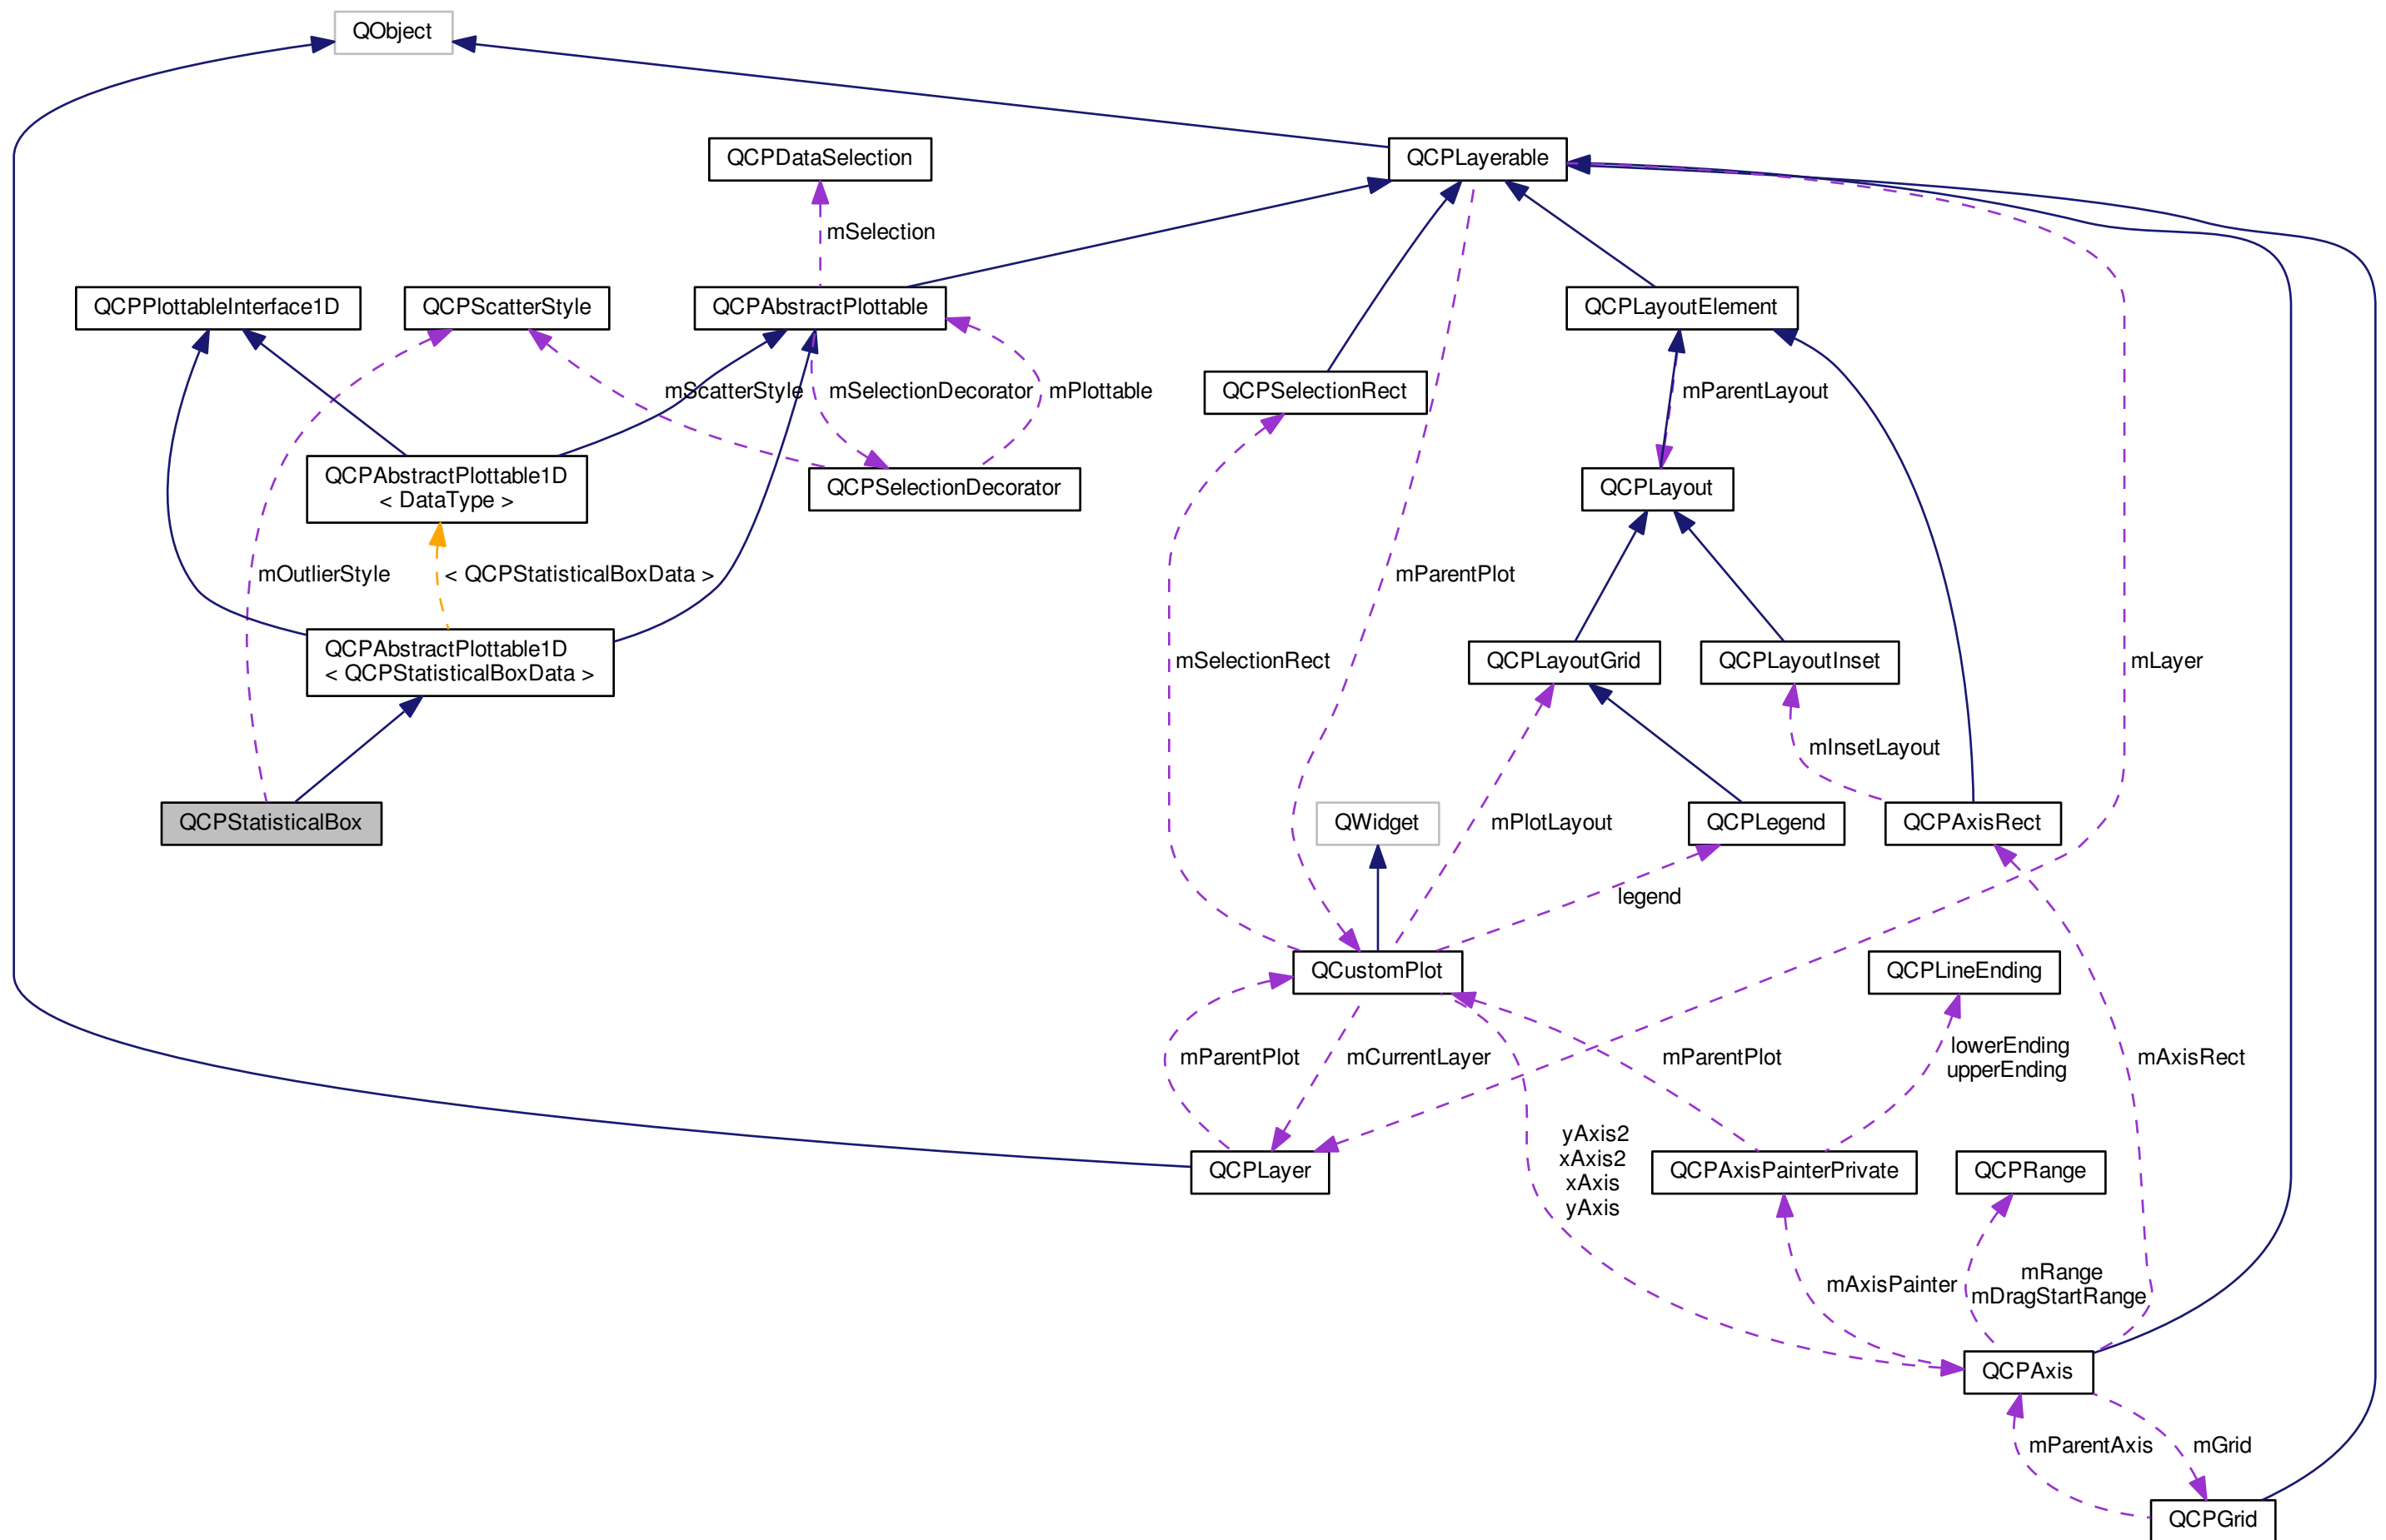 QObject
QCPDataSelection
QCPLayerable
mSelection
QCPPlottableInterface1D
QCPScatterStyle
QCPAbstractPlottable
QCPLayoutElement
mScatterStyle
mSelectionDecorator
mPlottable
QCPSelectionRect
mParentLayout
QCPAbstractPlottable1D
< DataType >
QCPSelectionDecorator
QCPLayout
mOutlierStyle
< QCPStatisticalBoxData >
mParentPlot
QCPAbstractPlottable1D
< QCPStatisticalBoxData >
mSelectionRect
QCPLayoutGrid
QCPLayoutInset
mLayer
mInsetLayout
QCPStatisticalBox
QWidget
mPlotLayout
QCPLegend
QCPAxisRect
legend
QCustomPlot
QCPLineEnding
mParentPlot
mCurrentLayer
mParentPlot
lowerEnding
upperEnding
mAxisRect
yAxis2
xAxis2
xAxis
yAxis
QCPLayer
QCPAxisPainterPrivate
QCPRange
mAxisPainter
mRange
mDragStartRange
QCPAxis
mParentAxis
mGrid
QCPGrid